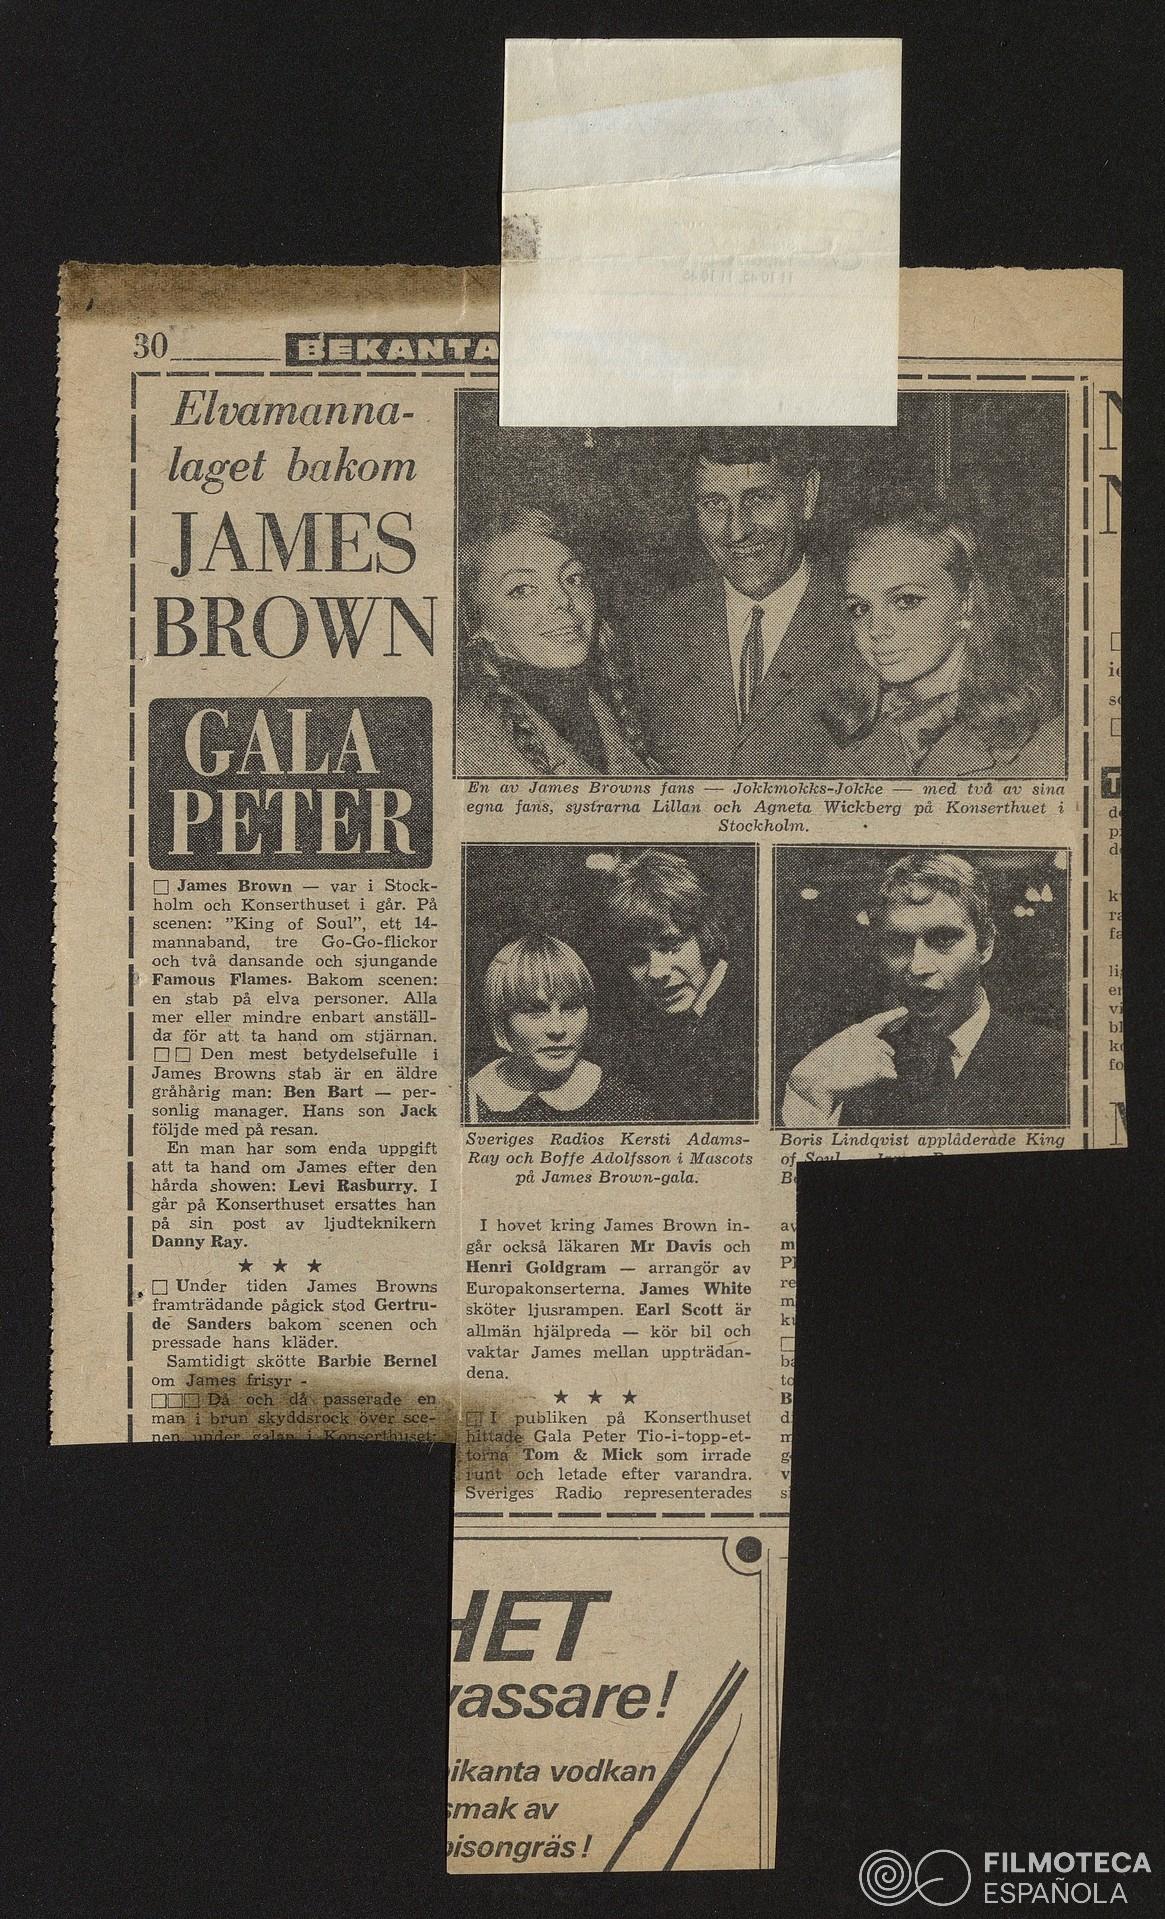 30
BEKANTA
Elvamanna-
laget bakom
JAMES
BROWN
GALA
PETER
□ James Brown — var i Stock-
holm och Konserthuset i går. På
scenen: ”King of Soul”, ett 14-
mannaband, tre Go-Go-flickor
och två dansande och sjungande
Famous Flames. Bakom scenen:
en stab på elva personer. Alla
mer eller mindre enbart anställ-
da för att ta hand om stjärnan.
□ □ Den mest betydelsefulle i
James Browns stab är en äldre
gråhårig man: Ben Bart — per-
sonlig manager. Hans son Jack
följde med på resan.
En man har som enda uppgift
att ta hand om James efter den
hårda showen: Levi Rasburry. I
går på Konserthuset ersattes han
på sin post av ljudteknikern
Danny Ray.
★ ★ ★
□ Under tiden James Browns
framträdande pågick stod Gertru-
de Sanders bakom scenen och
pressade hans kläder.
Samtidigt skötte Barbie Bernel
om James frisyr -
□□□ Då och då passerade en
man i brun skyddsrock över sce-
nen under galan i Konserthuset
En av James Browns fans — Jokkmokks-Jokke — med två av sina
egna fans, systrarna Lillan och Agneta Wickberg på Konserthuet i
Stockholm.
Sveriges Radios Kersti Adams-
Ray och Boffe Adolfsson i Mascots
på James Brown-gala.
Boris Lindqvist applåderade King
of Soul
I hovet kring James Brown in-
går också läkaren Mr Davis och
Henri Goldgram — arrangör av
Europakonserterna. James White
sköter ljusrampen. Earl Scott är
allmän hjälpreda — kör bil och
vaktar James mellan uppträdan-
dena.
★ ★ ★
□ I publiken på Konserthuset
hittade Gala Peter Tio-i-topp-et-
torna Tom & Mick som irrade
runt och letade efter varandra.
Sveriges Radio representerades
HET
vassare!
ikanta vodkan
smak av
bisongräs!
FILMOTECA
ESPAÑOLA